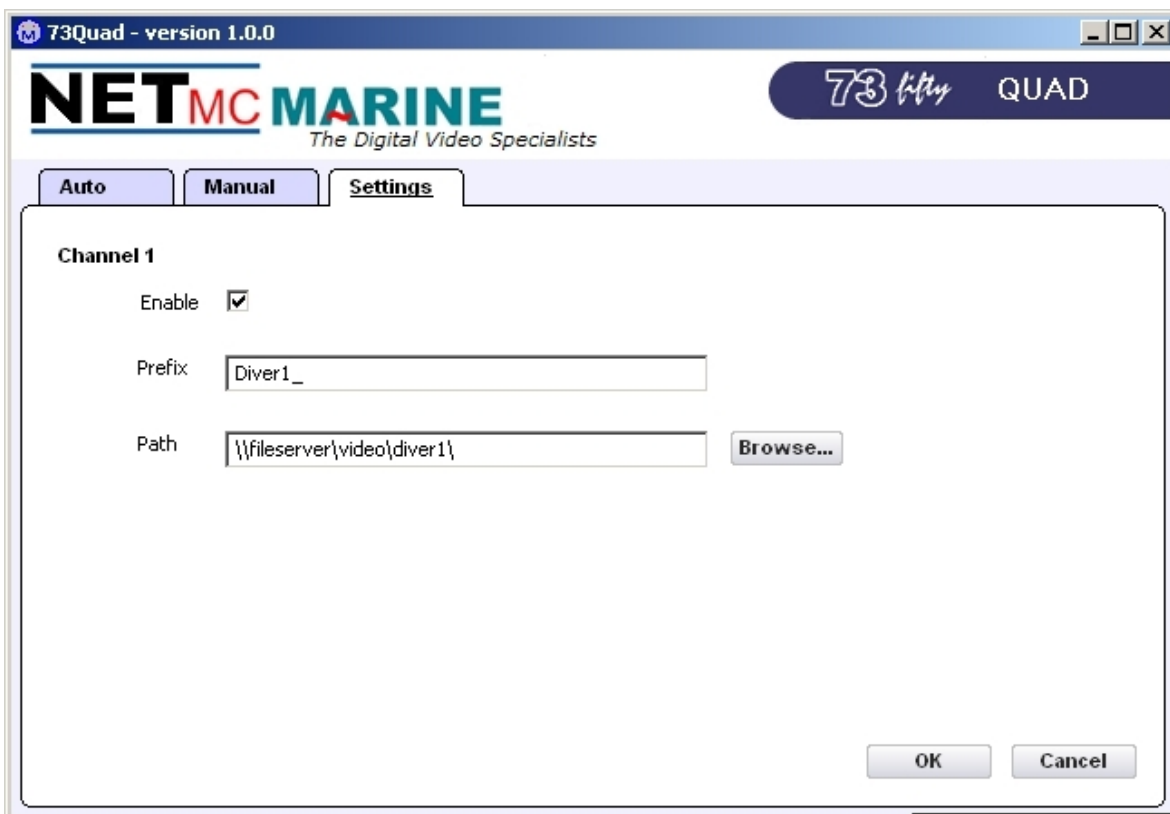 73Quad - version 1.0.0
NETMC MARINE
The Digital Video Specialists
73 fifty QUAD
Auto Manual Settings
Channel 1
Enable
Prefix Diver1_
Path \\fileserver\video\diver1\ Browse...
OK Cancel